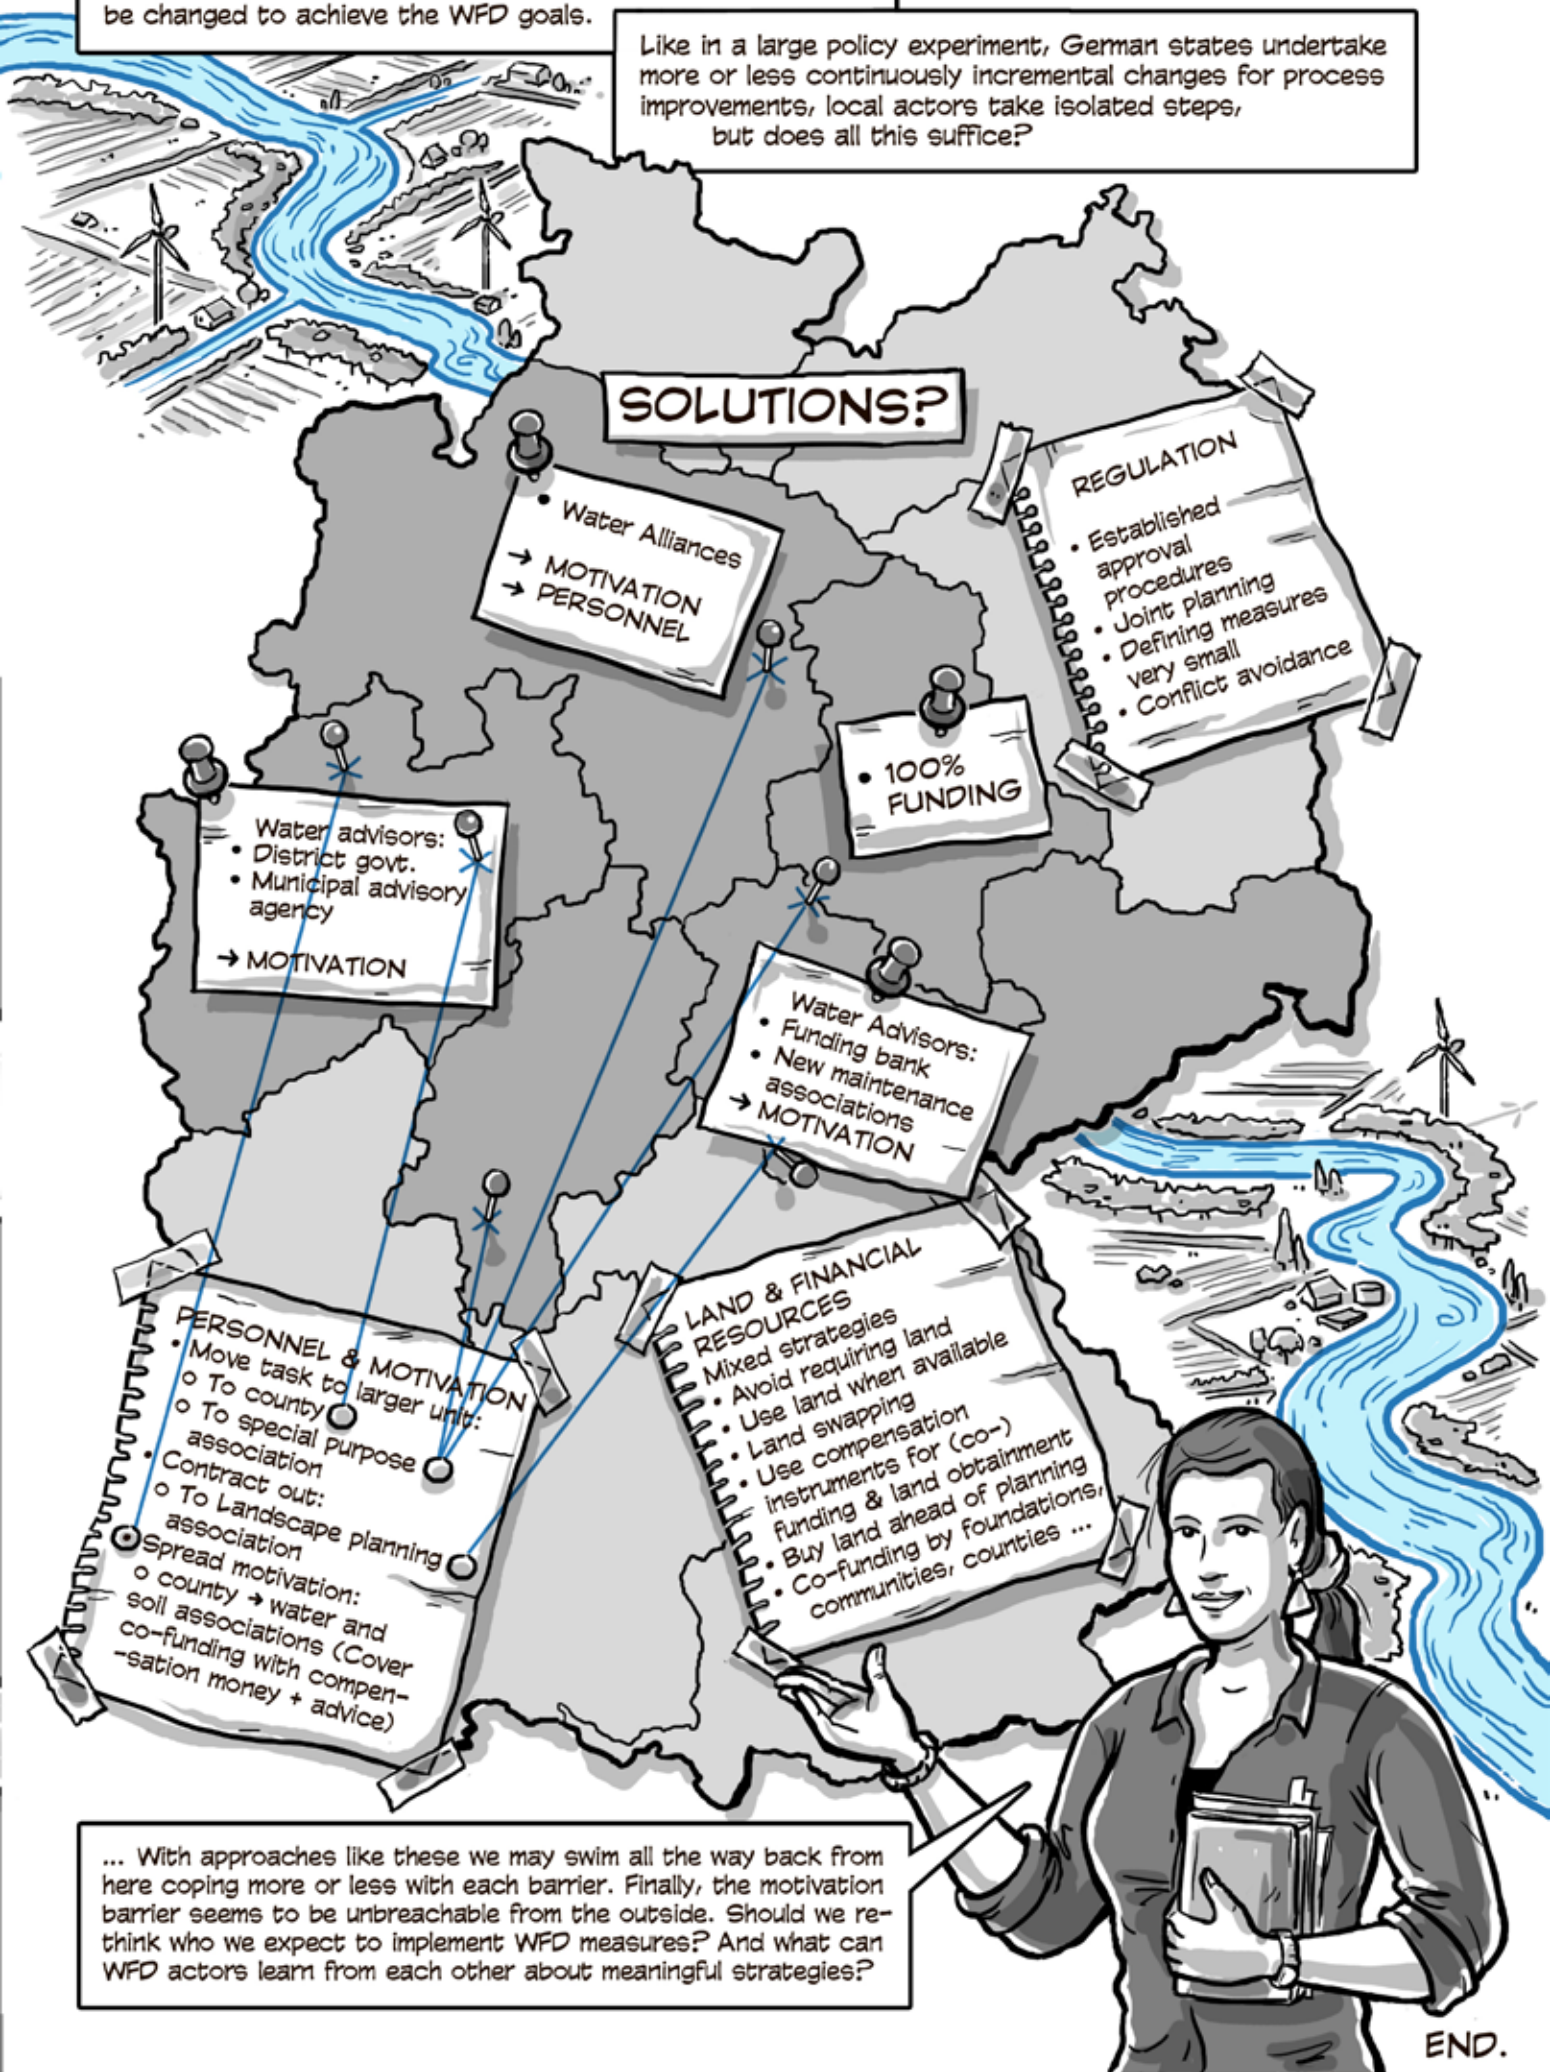 be changed to achieve the WFD goals.
Like in a large policy experiment, German states undertake
more or less continuously incremental changes for process
improvements, local actors take isolated steps,
but does all this suffice?
SOLUTIONS?
• Water Alliances
→ MOTIVATION
→ PERSONNEL
REGULATION
• Established
approval
procedures
• Joint planning
• Defining measures
very small
• Conflict avoidance
• 100%
FUNDING
Water advisors:
• District govt.
• Municipal advisory
agency
→ MOTIVATION
Water Advisors:
• Funding bank
• New maintenance
associations
→ MOTIVATION
PERSONNEL & MOTIVATION
• Move task to larger unit:
o To county
o To special purpose
association
• Contract out:
o To Landscape planning
association
Spread motivation:
o county → water and
soil associations (Cover
co-funding with compen-
-sation money + advice)
LAND & FINANCIAL
RESOURCES
Mixed strategies
• Avoid requiring land
• Use land when available
• Land swapping
• Use compensation
instruments for (co-)
funding & land obtainment
• Buy land ahead of planning
• Co-funding by foundations,
communities, counties ...
... With approaches like these we may swim all the way back from
here coping more or less with each barrier. Finally, the motivation
barrier seems to be unbreachable from the outside. Should we re-
think who we expect to implement WFD measures? And what can
WFD actors learn from each other about meaningful strategies?
END.